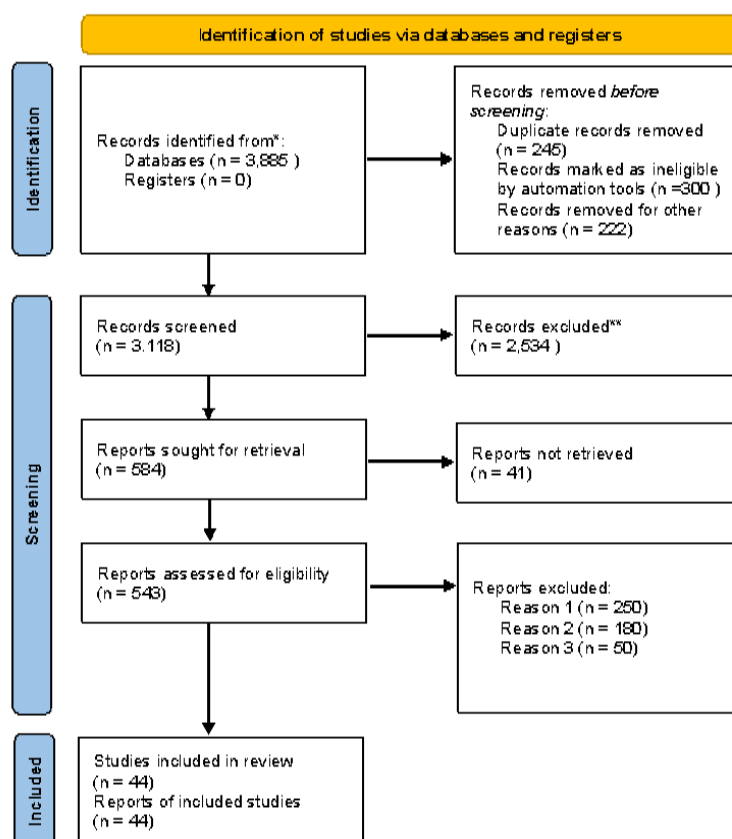 Identification of studies via databases and registers
Identification
Records identified from*:
Databases (n = 3,885 )
Registers (n = 0)
Records removed before
screening:
Duplicate records removed
(n = 245)
Records marked as ineligible
by automation tools (n =300 )
Records removed for other
reasons (n = 222)
Screening
Records screened
(n = 3.118)
Records excluded**
(n = 2,534 )
Reports sought for retrieval
(n = 584)
Reports not retrieved
(n = 41)
Reports assessed for eligibility
(n = 543)
Reports excluded:
Reason 1 (n = 250)
Reason 2 (n = 180)
Reason 3 (n = 50)
Included
Studies included in review
(n = 44)
Reports of included studies
(n = 44)